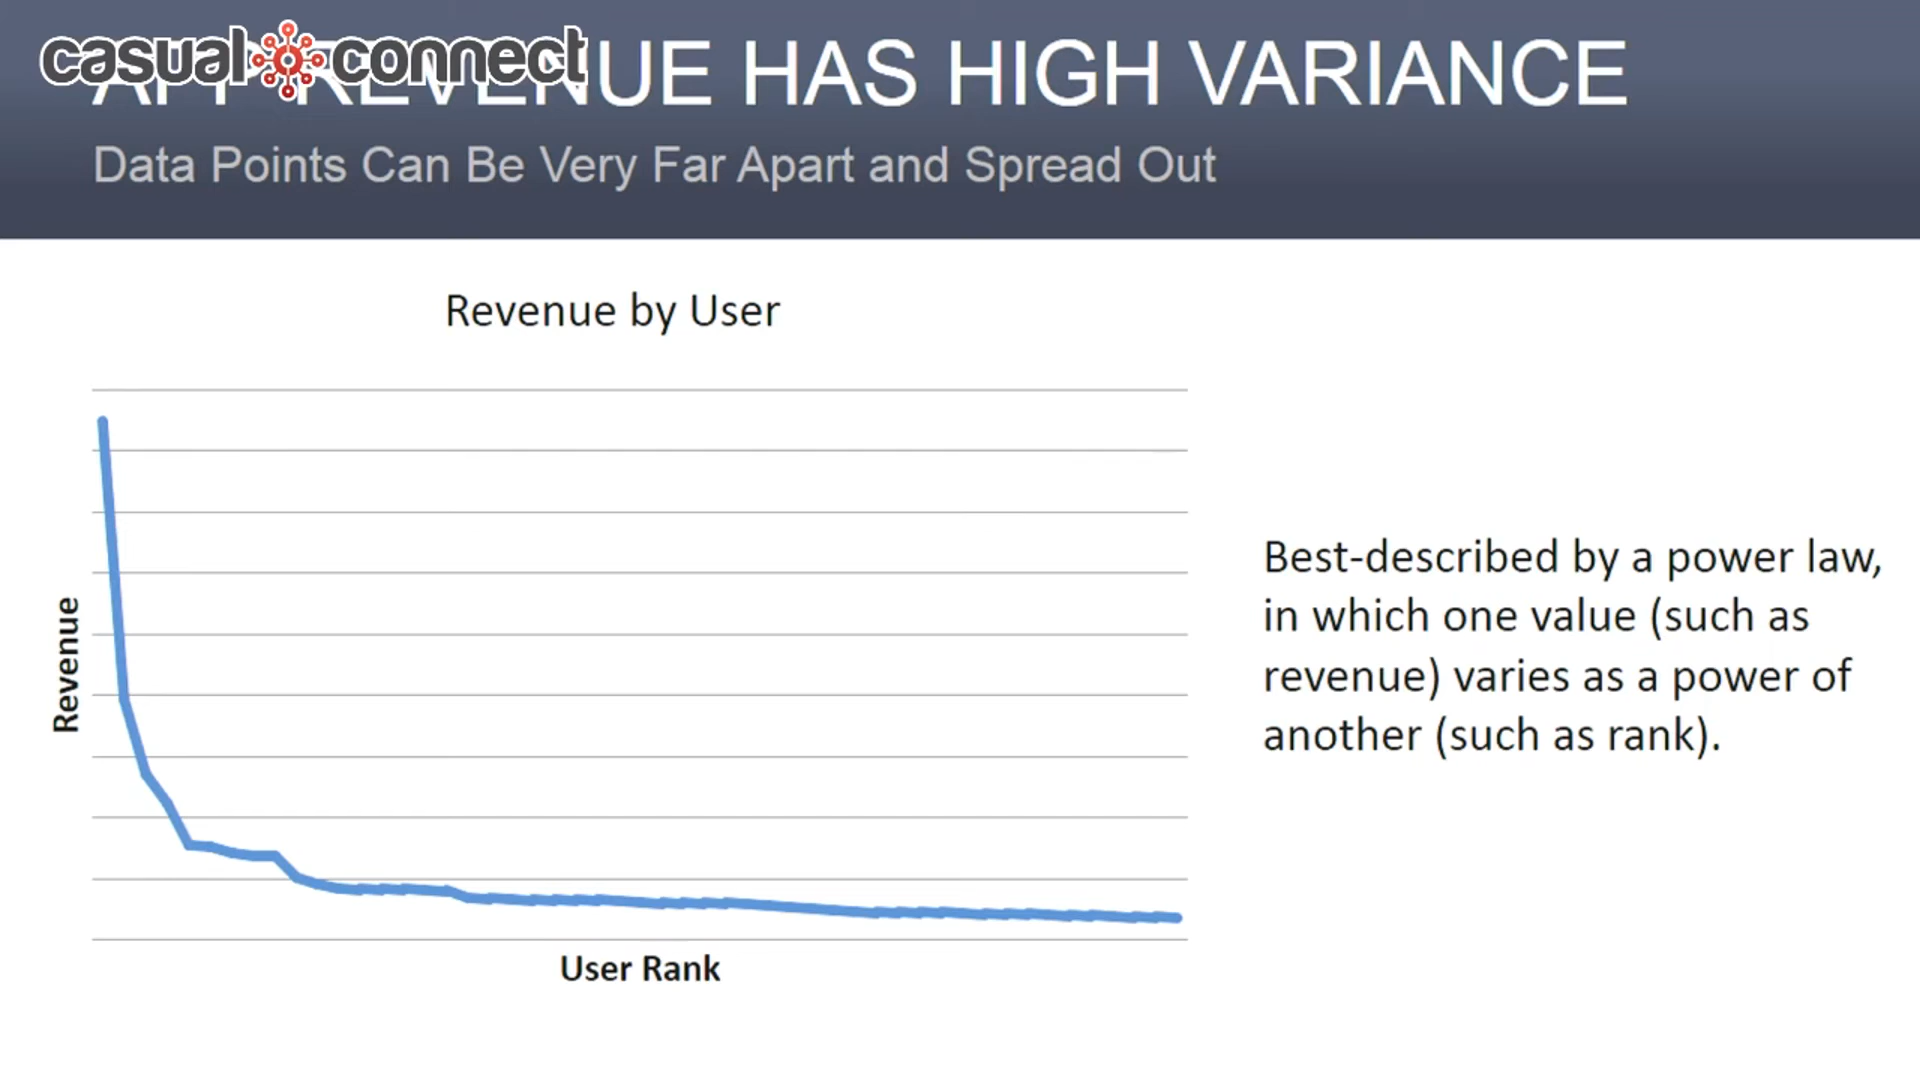 casual connect
APP REVENUE HAS HIGH VARIANCE
Data Points Can Be Very Far Apart and Spread Out
Revenue by User
Revenue
User Rank
Best-described by a power law,
in which one value (such as
revenue) varies as a power of
another (such as rank).